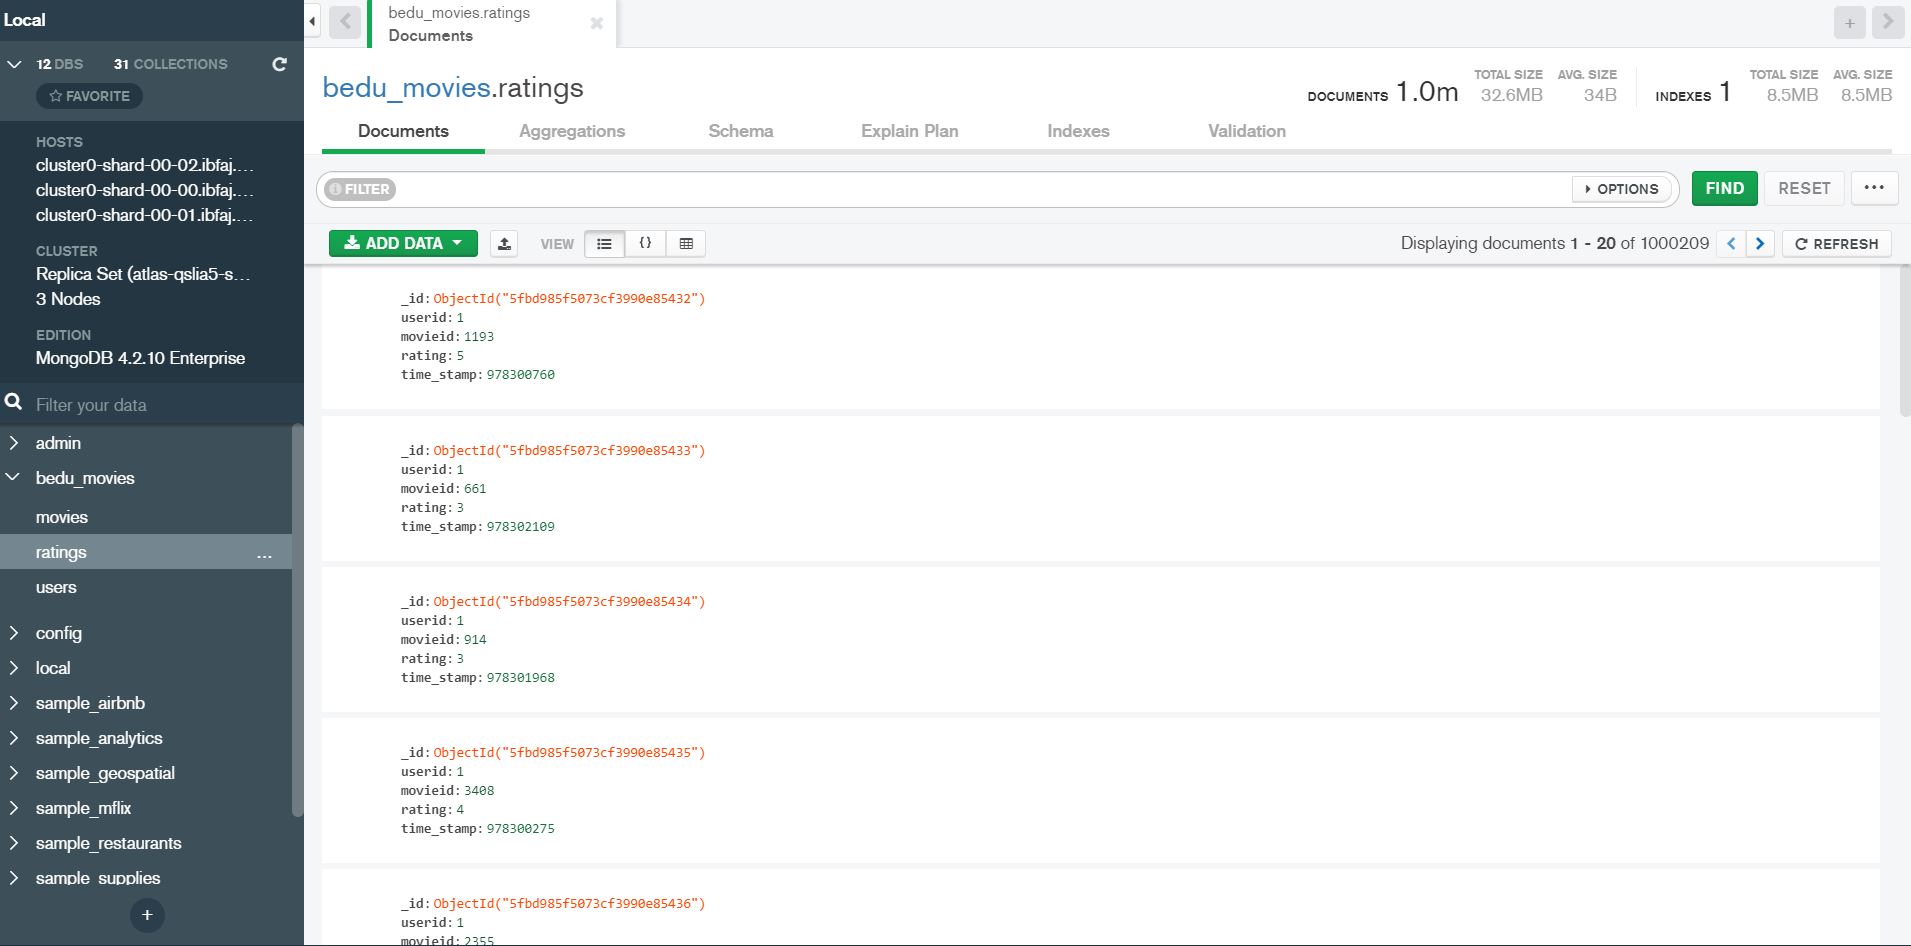 Local
12 DBS 31 COLLECTIONS
FAVORITE
HOSTS
cluster0-shard-00-02.ibfaj....
cluster0-shard-00-00.ibfaj....
cluster0-shard-00-01.ibfaj....
CLUSTER
Replica Set (atlas-qslia5-s...
3 Nodes
EDITION
MongoDB 4.2.10 Enterprise
Filter your data
admin
bedu_movies
movies
ratings ...
users
config
local
sample_airbnb
sample_analytics
sample_geospatial
sample_mflix
sample_restaurants
sample_supplies
+
bedu_movies.ratings
Documents
bedu_movies.ratings
DOCUMENTS 1.0m TOTAL SIZE 32.6MB AVG. SIZE 34B INDEXES 1 TOTAL SIZE 8.5MB AVG. SIZE 8.5MB
Documents Aggregations Schema Explain Plan Indexes Validation
FILTER OPTIONS FIND RESET ...
ADD DATA VIEW {} Displaying documents 1 - 20 of 1000209 < > REFRESH
_id: ObjectId("5fbd985f5073cf3990e85432")
userid: 1
movieid: 1193
rating: 5
time_stamp: 978300760
_id: ObjectId("5fbd985f5073cf3990e85433")
userid: 1
movieid: 661
rating: 3
time_stamp: 978302109
_id: ObjectId("5fbd985f5073cf3990e85434")
userid: 1
movieid: 914
rating: 3
time_stamp: 978301968
_id: ObjectId("5fbd985f5073cf3990e85435")
userid: 1
movieid: 3408
rating: 4
time_stamp: 978300275
_id: ObjectId("5fbd985f5073cf3990e85436")
userid: 1
movieid: 2355